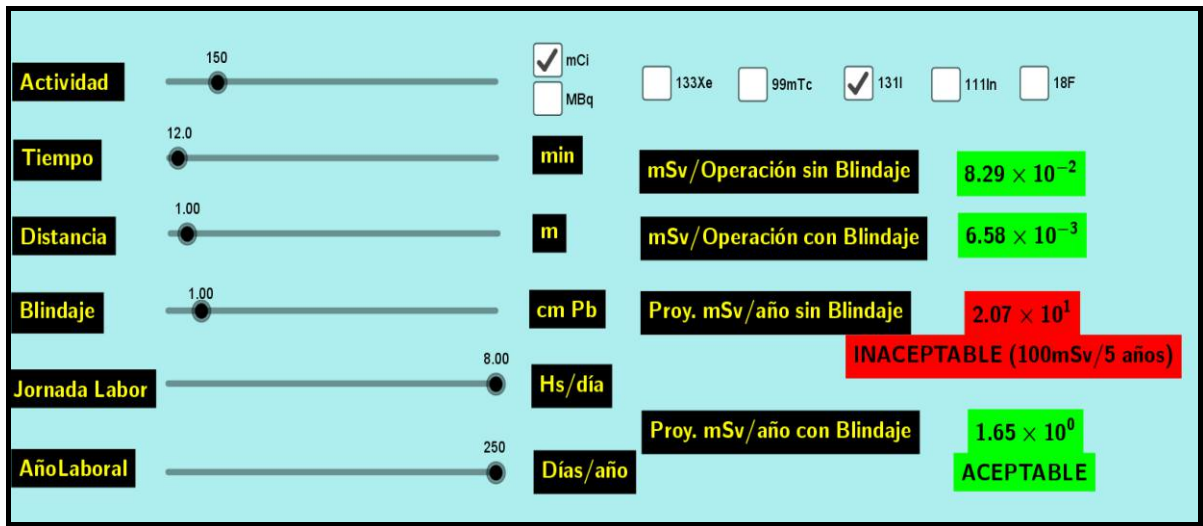 Actividad
150
mCi
MBq
133Xe
99mTc
131I
111In
18F
Tiempo
12.0
min
mSv/Operación sin Blindaje
8.29 × 10⁻²
Distancia
1.00
m
mSv/Operación con Blindaje
6.58 × 10⁻³
Blindaje
1.00
cm Pb
Proy. mSv/año sin Blindaje
2.07 × 10¹
INACEPTABLE (100mSv/5 años)
Jornada Labor
8.00
Hs/día
Proy. mSv/año con Blindaje
1.65 × 10⁰
ACEPTABLE
AñoLaboral
250
Días/año